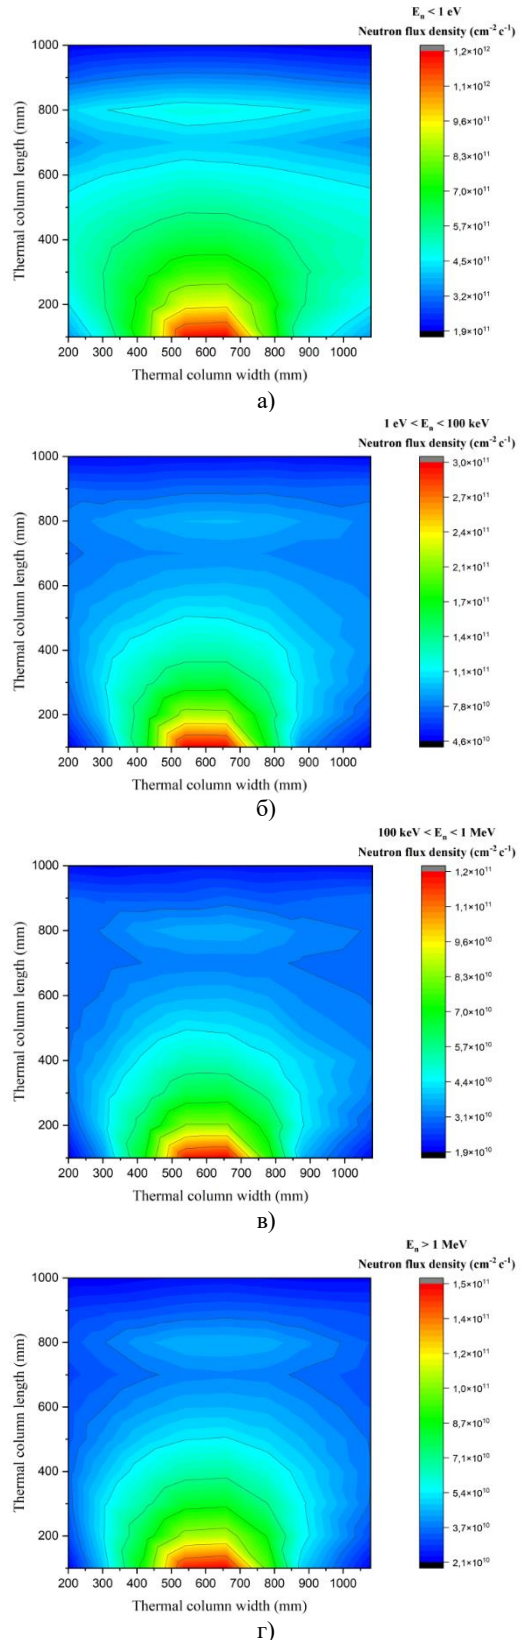 Eₙ < 1 eV
Neutron flux density (cm⁻² c⁻¹)
1000
800
600
400
200
Thermal column length (mm)
200 300 400 500 600 700 800 900 1000
Thermal column width (mm)
1,2×10¹²
1,1×10¹²
9,6×10¹¹
8,3×10¹¹
7,0×10¹¹
5,8×10¹¹
4,5×10¹¹
3,2×10¹¹
1,9×10¹¹
а)
1 eV < Eₙ < 100 keV
Neutron flux density (cm⁻² c⁻¹)
1000
800
600
400
200
Thermal column length (mm)
200 300 400 500 600 700 800 900 1000
Thermal column width (mm)
3,0×10¹¹
2,7×10¹¹
2,4×10¹¹
2,1×10¹¹
1,7×10¹¹
1,4×10¹¹
1,1×10¹¹
7,8×10¹⁰
4,6×10¹⁰
б)
100 keV < Eₙ < 1 MeV
Neutron flux density (cm⁻² c⁻¹)
1000
800
600
400
200
Thermal column length (mm)
200 300 400 500 600 700 800 900 1000
Thermal column width (mm)
1,2×10¹¹
1,1×10¹¹
9,6×10¹⁰
8,3×10¹⁰
7,0×10¹⁰
5,7×10¹⁰
4,4×10¹⁰
3,1×10¹⁰
1,9×10¹⁰
в)
Eₙ > 1 MeV
Neutron flux density (cm⁻² c⁻¹)
1000
800
600
400
200
Thermal column length (mm)
200 300 400 500 600 700 800 900 1000
Thermal column width (mm)
1,5×10¹¹
1,4×10¹¹
1,2×10¹¹
1,0×10¹¹
8,7×10¹⁰
7,1×10¹⁰
5,4×10¹⁰
3,7×10¹⁰
2,1×10¹⁰
г)